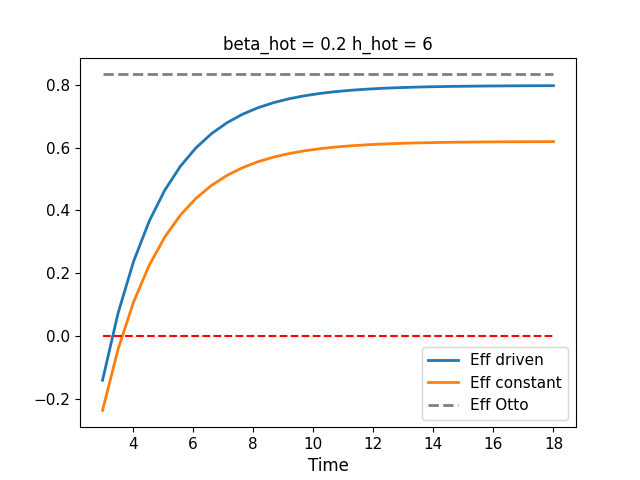 beta_hot = 0.2 h_hot = 6
0.8
0.6
0.4
0.2
0.0
−0.2
4 6 8 10 12 14 16 18
Time
Eff driven
Eff constant
Eff Otto